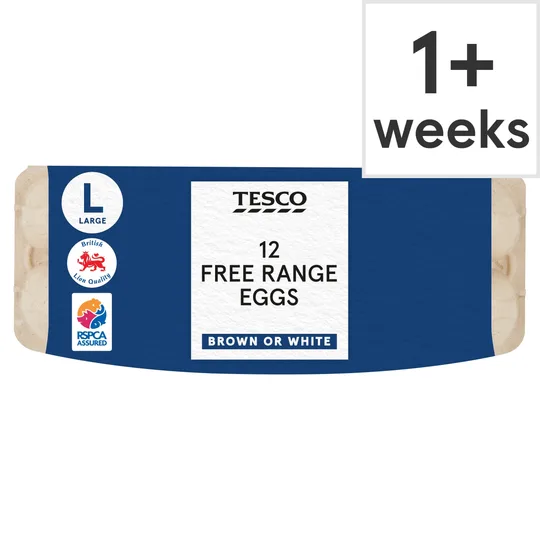 1+
weeks
L
LARGE
British
Lion Quality
RSPCA
ASSURED
TESCO
12
FREE RANGE
EGGS
BROWN OR WHITE